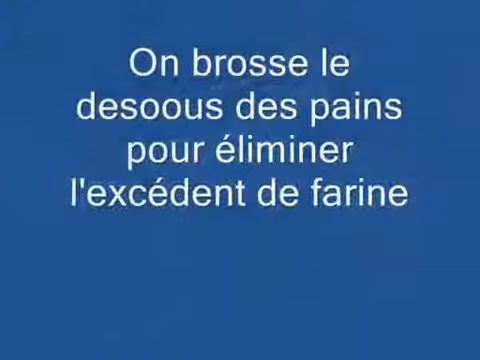 On brosse le
desoous des pains
pour éliminer
l'excédent de farine